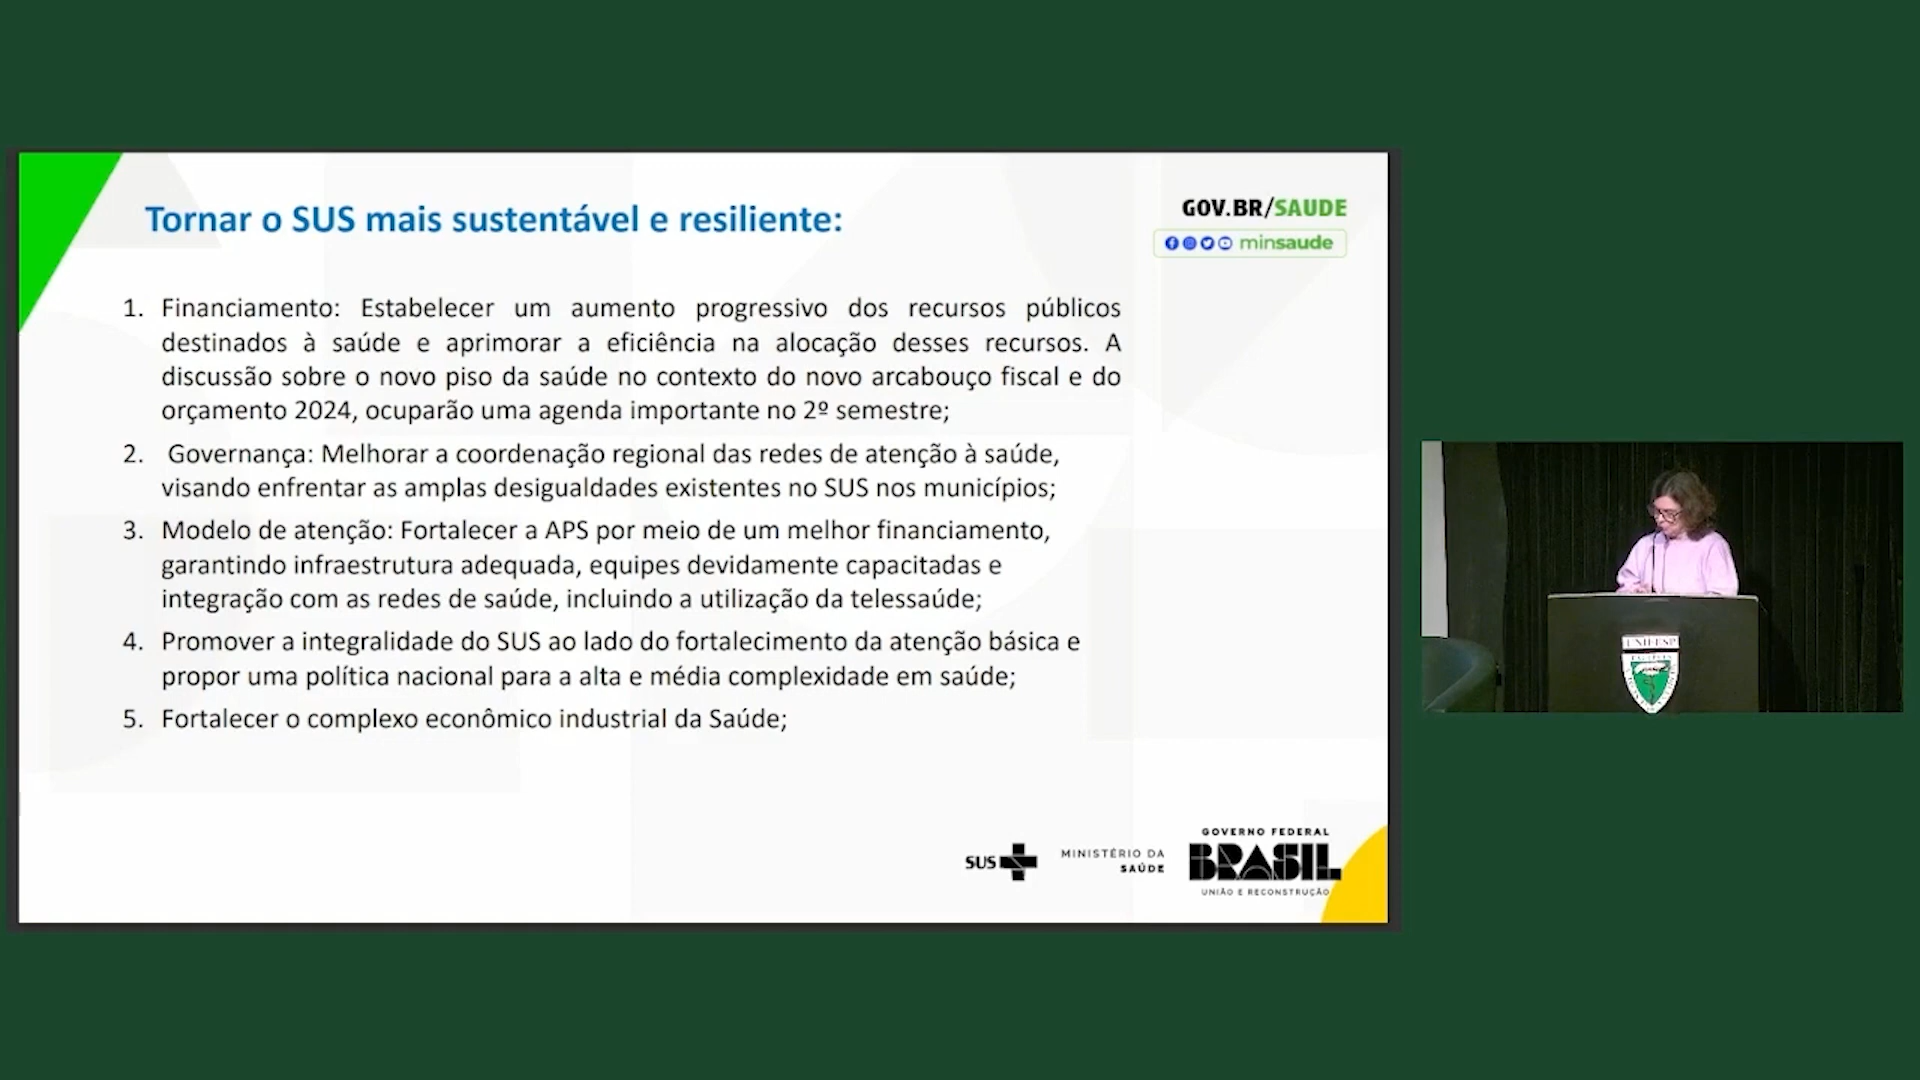 Tornar o SUS mais sustentável e resiliente:
GOV.BR/SAUDE
minsaude
1. Financiamento: Estabelecer um aumento progressivo dos recursos públicos
destinados à saúde e aprimorar a eficiência na alocação desses recursos. A
discussão sobre o novo piso da saúde no contexto do novo arcabouço fiscal e do
orçamento 2024, ocuparão uma agenda importante no 2º semestre;
2. Governança: Melhorar a coordenação regional das redes de atenção à saúde,
visando enfrentar as amplas desigualdades existentes no SUS nos municípios;
3. Modelo de atenção: Fortalecer a APS por meio de um melhor financiamento,
garantindo infraestrutura adequada, equipes devidamente capacitadas e
integração com as redes de saúde, incluindo a utilização da telessaúde;
4. Promover a integralidade do SUS ao lado do fortalecimento da atenção básica e
propor uma política nacional para a alta e média complexidade em saúde;
5. Fortalecer o complexo econômico industrial da Saúde;
SUS
MINISTÉRIO DA
SAÚDE
GOVERNO FEDERAL
BRASIL
UNIÃO E RECONSTRUÇÃO
UNIFESP